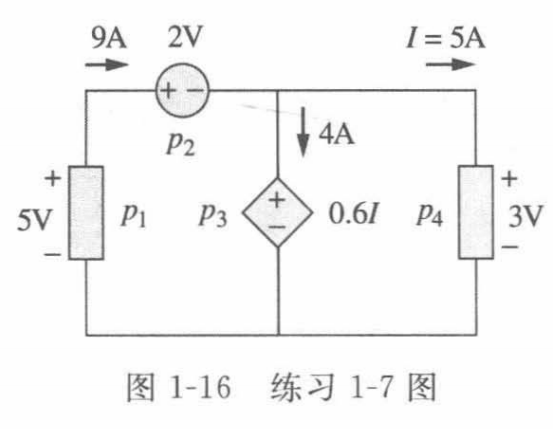 9A 2V I = 5A
+ −
p₂ 4A
+ + +
5V p₁ p₃ 0.6I p₄ 3V
− − −
图 1-16 练习 1-7 图